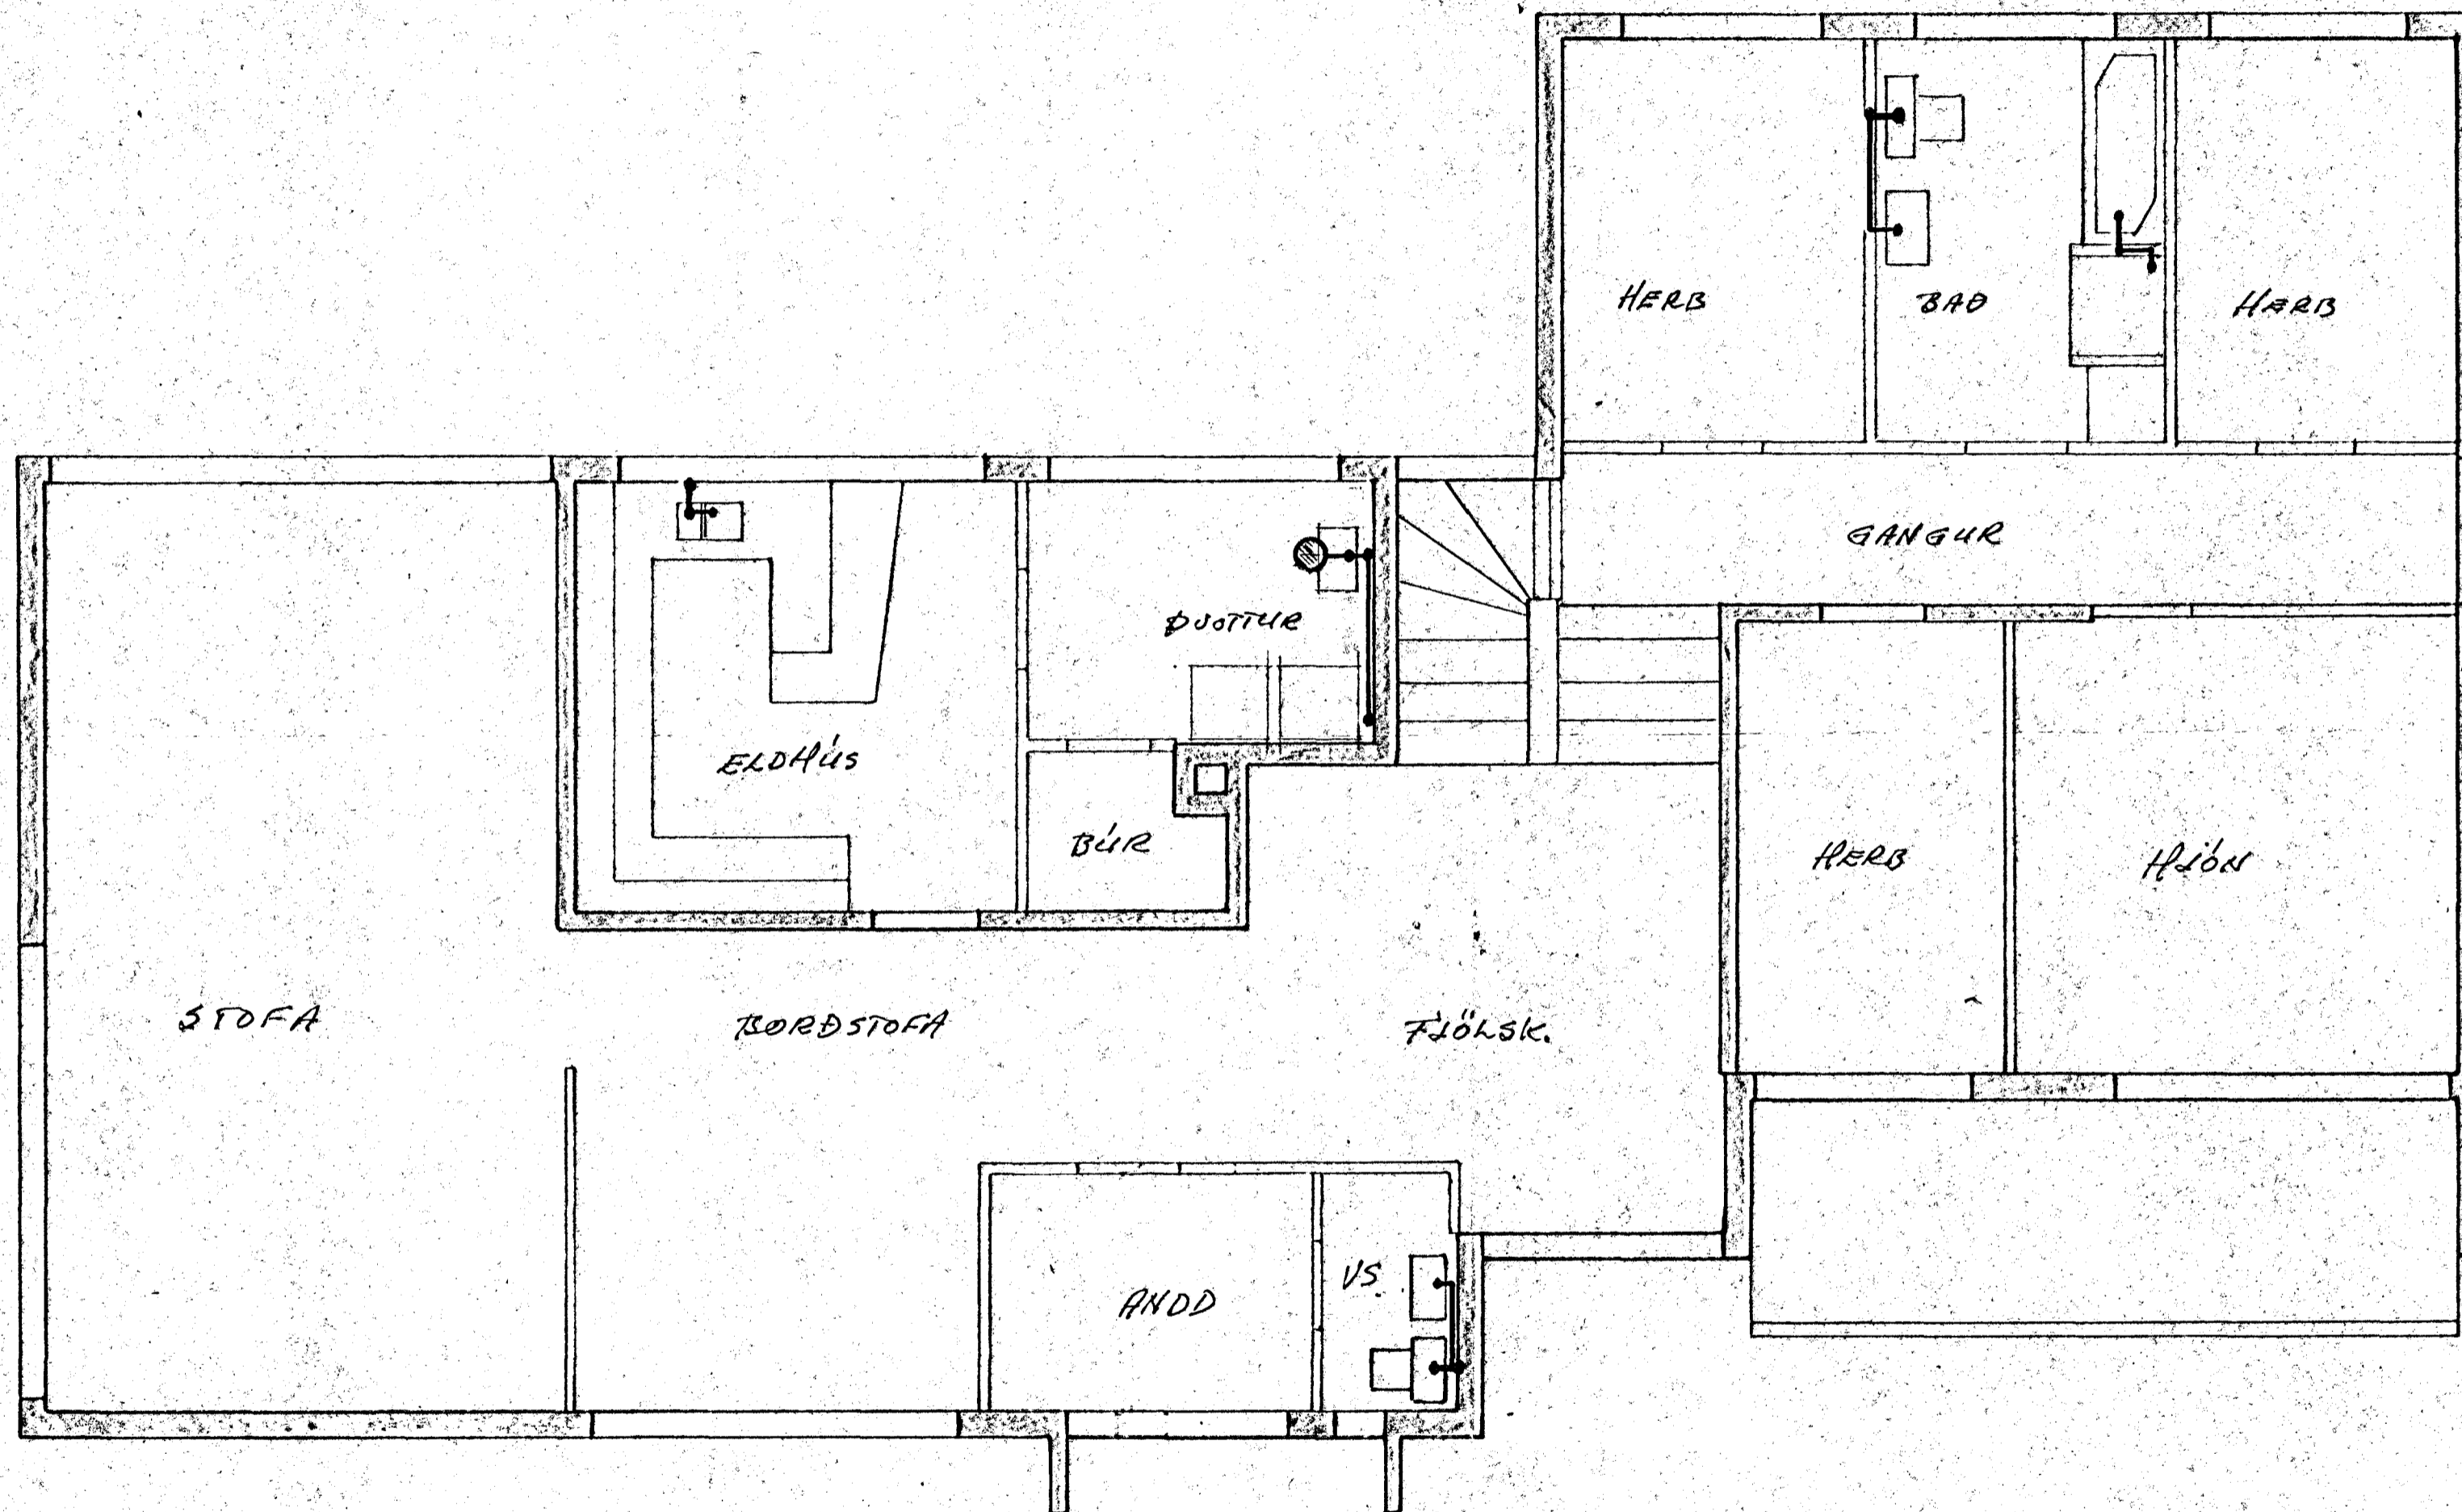 HERB
BAÐ
HERB
GANGUR
ÞVOTTUR
ELDHÚS
BÚR
HERB
HJÓN
STOFA
BORÐSTOFA
FJÖLSK.
VS.
ANDD